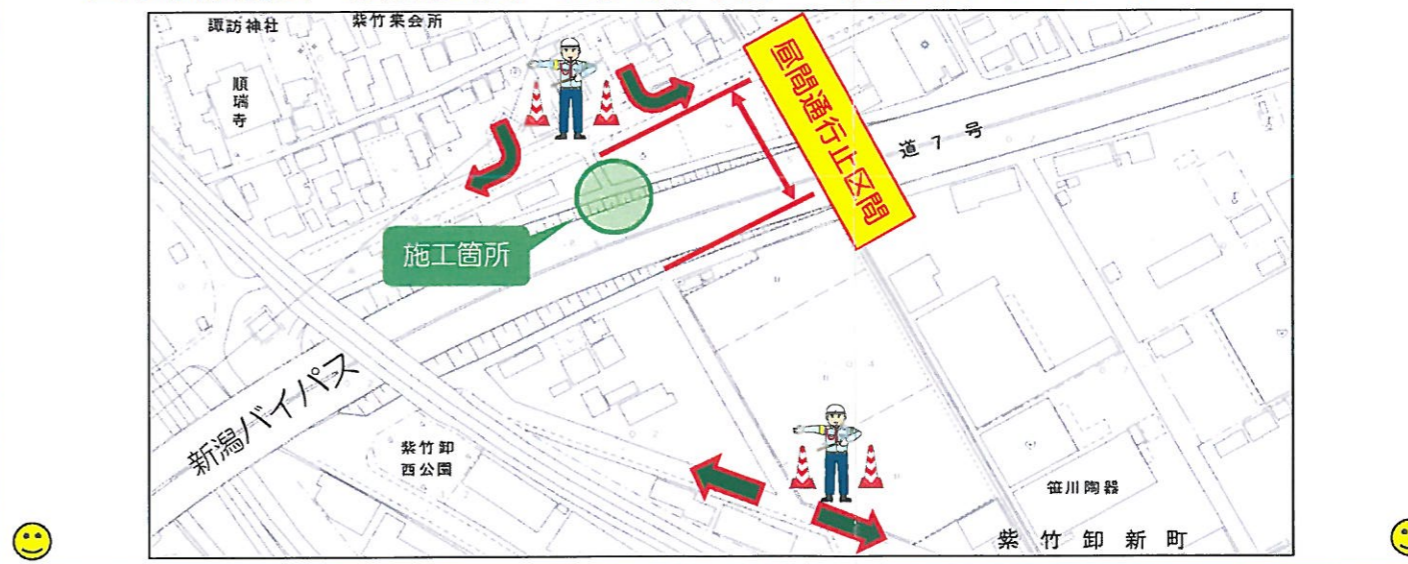 諏訪神社
紫竹集会所
順瑞寺
昼間通行止区間
道7号
施工箇所
新潟バイパス
紫竹卸
西公園
笹川陶器
紫竹卸新町